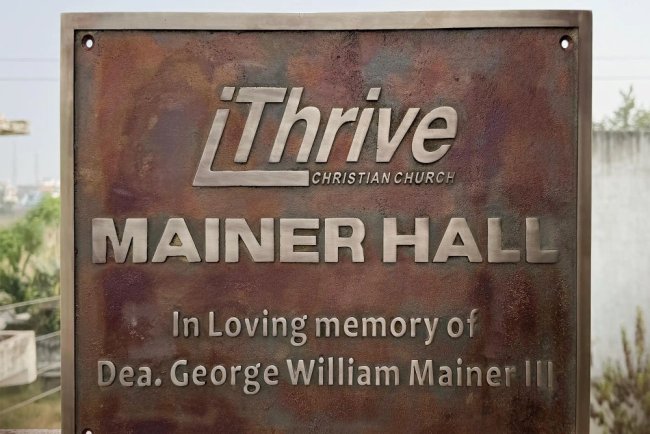 iThrive
CHRISTIAN CHURCH
MAINER HALL
In Loving memory of
Dea. George William Mainer III